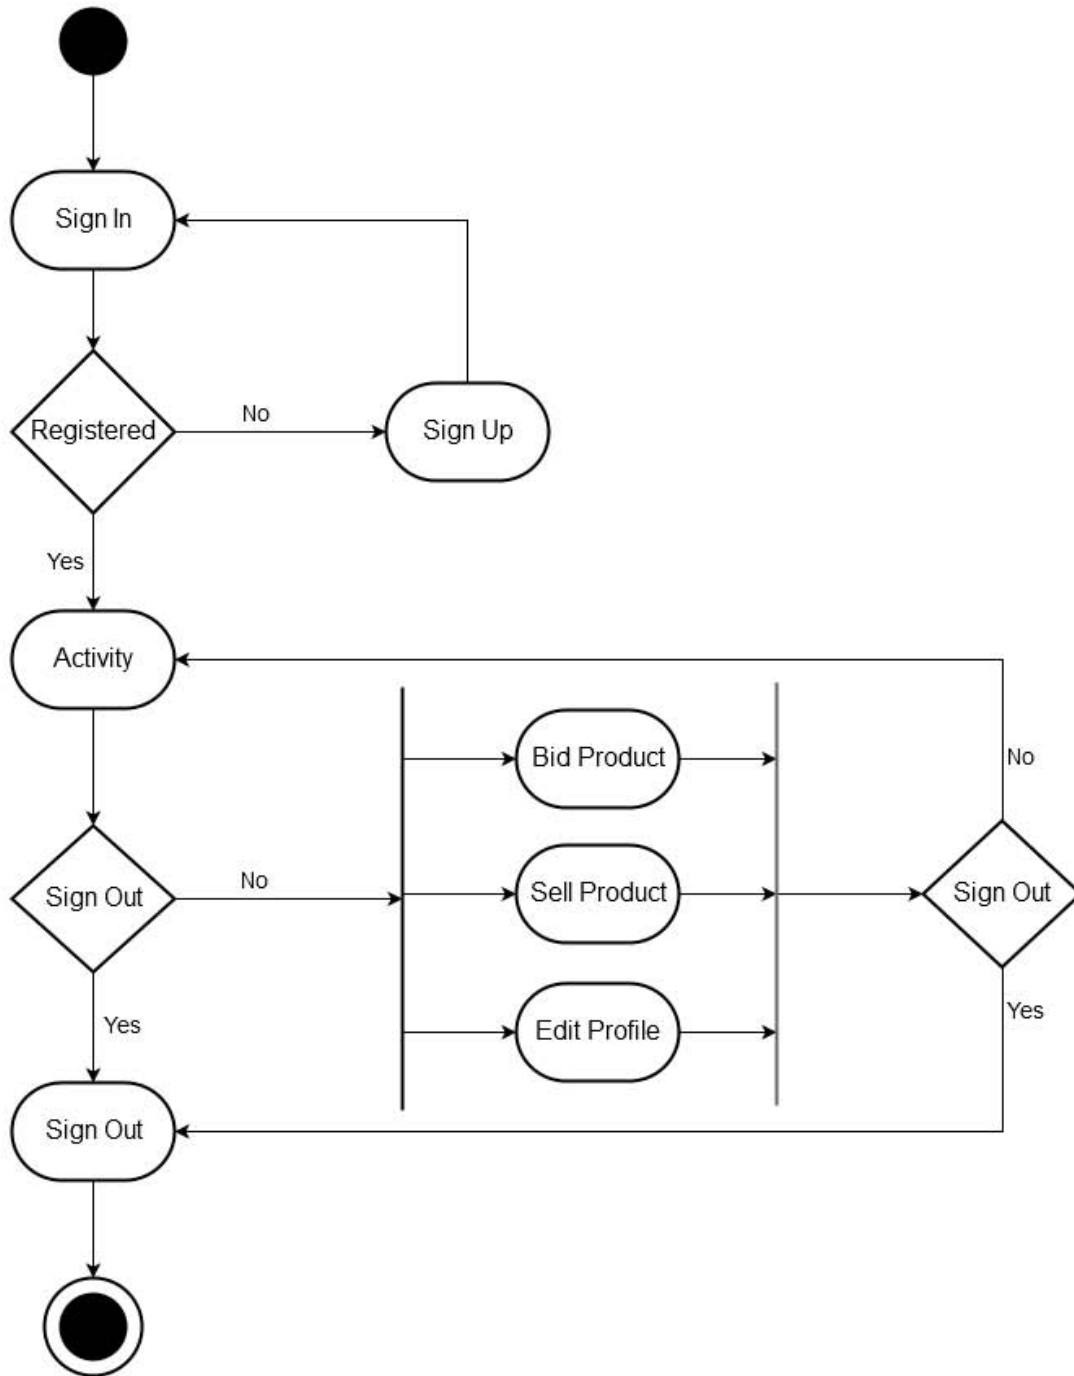 Sign In
Registered
No
Sign Up
Yes
Activity
Bid Product
No
Sign Out
No
Sell Product
Sign Out
Edit Profile
Yes
Yes
Sign Out